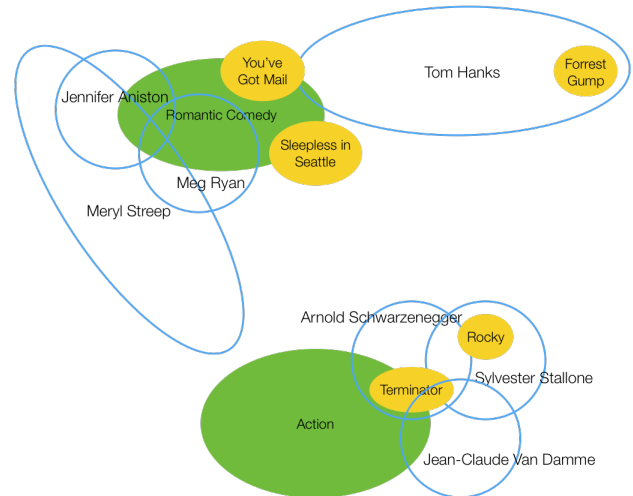 You've
Got Mail
Tom Hanks
Forrest
Gump
Jennifer Aniston
Romantic Comedy
Sleepless in
Seattle
Meg Ryan
Meryl Streep
Arnold Schwarzenegger
Rocky
Sylvester Stallone
Terminator
Action
Jean-Claude Van Damme